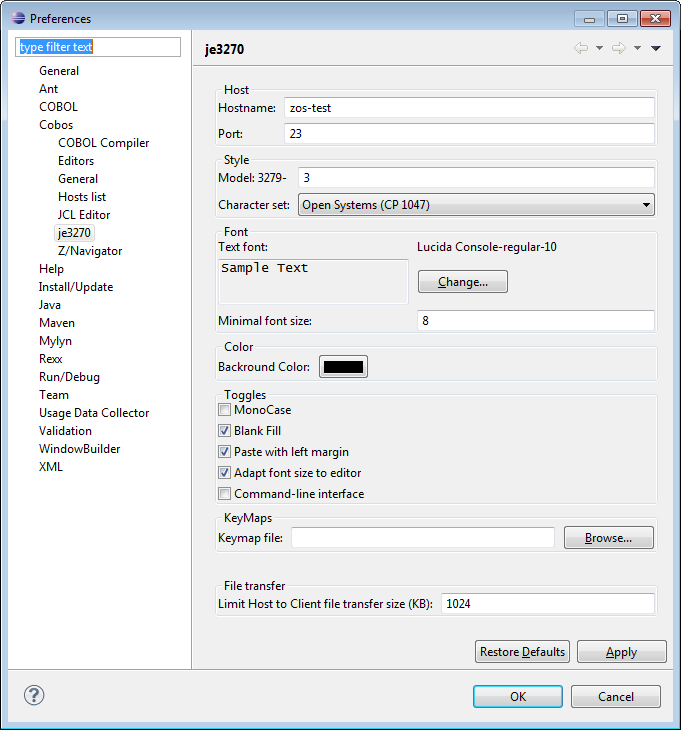 Preferences
type filter text
General
Ant
COBOL
Cobos
COBOL Compiler
Editors
General
Hosts list
JCL Editor
je3270
Z/Navigator
Help
Install/Update
Java
Maven
Mylyn
Rexx
Run/Debug
Team
Usage Data Collector
Validation
WindowBuilder
XML
je3270
Host
Hostname: zos-test
Port: 23
Style
Model: 3279- 3
Character set: Open Systems (CP 1047)
Font
Text font: Lucida Console-regular-10
Sample Text
Change...
Minimal font size: 8
Color
Backround Color:
Toggles
MonoCase
Blank Fill
Paste with left margin
Adapt font size to editor
Command-line interface
KeyMaps
Keymap file: Browse...
File transfer
Limit Host to Client file transfer size (KB): 1024
Restore Defaults Apply
? OK Cancel